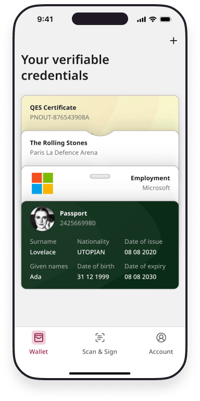 9:41
+
Your verifiable
credentials
QES Certificate
PNOUT-876543908A
The Rolling Stones
Paris La Defence Arena
Employment
Microsoft
Passport
2425669980
Surname Nationality Date of issue
Lovelace UTOPIAN 08 08 2020
Given names Date of birth Date of expiry
Ada 31 12 1999 08 08 2030
Wallet Scan & Sign Account